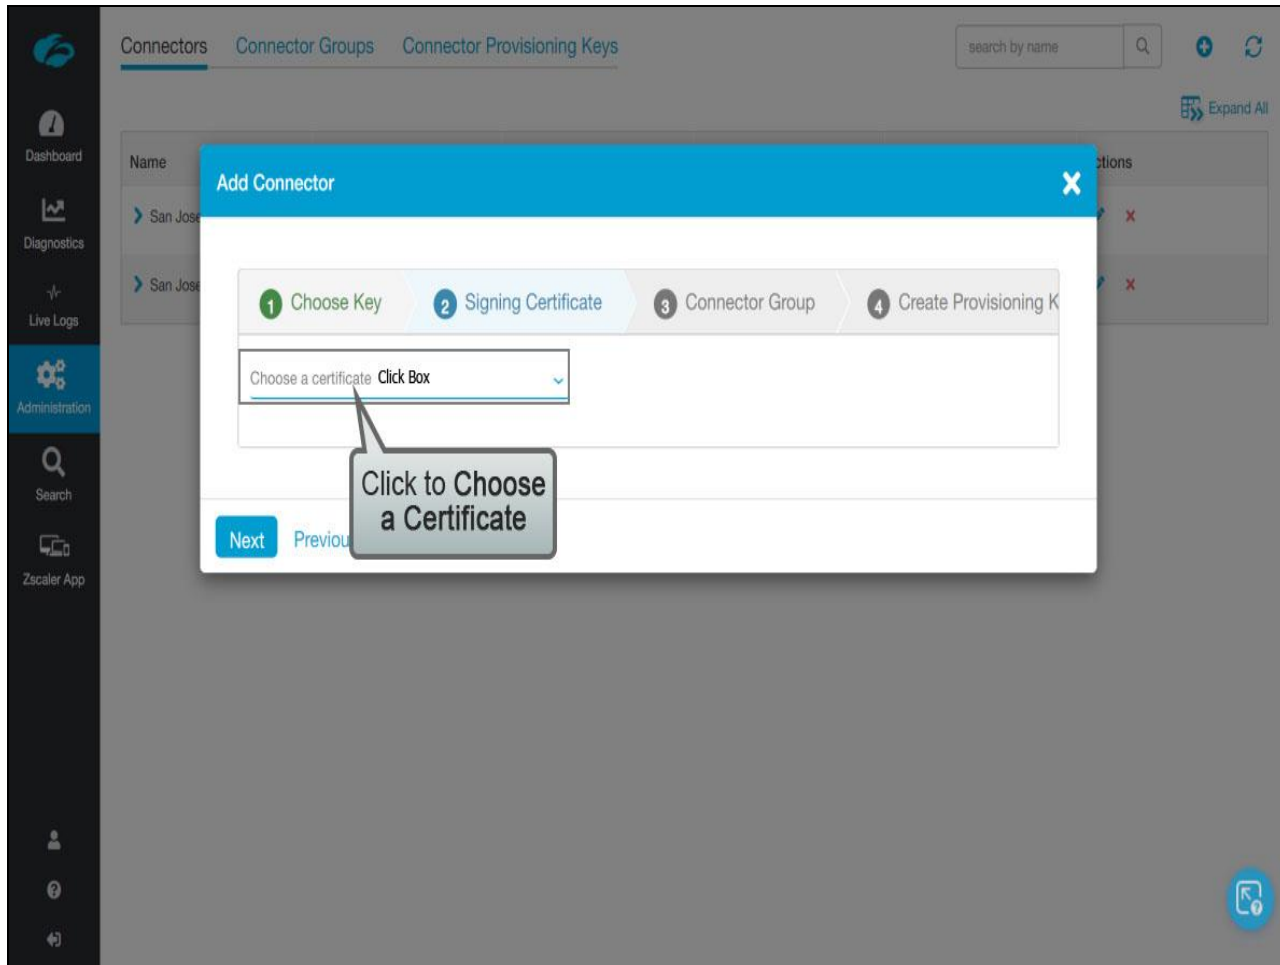 Connectors Connector Groups Connector Provisioning Keys search by name
Expand All
Dashboard
Diagnostics
Live Logs
Administration
Search
Zscaler App
Name ctions
San Jose
San Jose
Add Connector
1 Choose Key 2 Signing Certificate 3 Connector Group 4 Create Provisioning K
Choose a certificate Click Box
Click to Choose
a Certificate
Next Previou